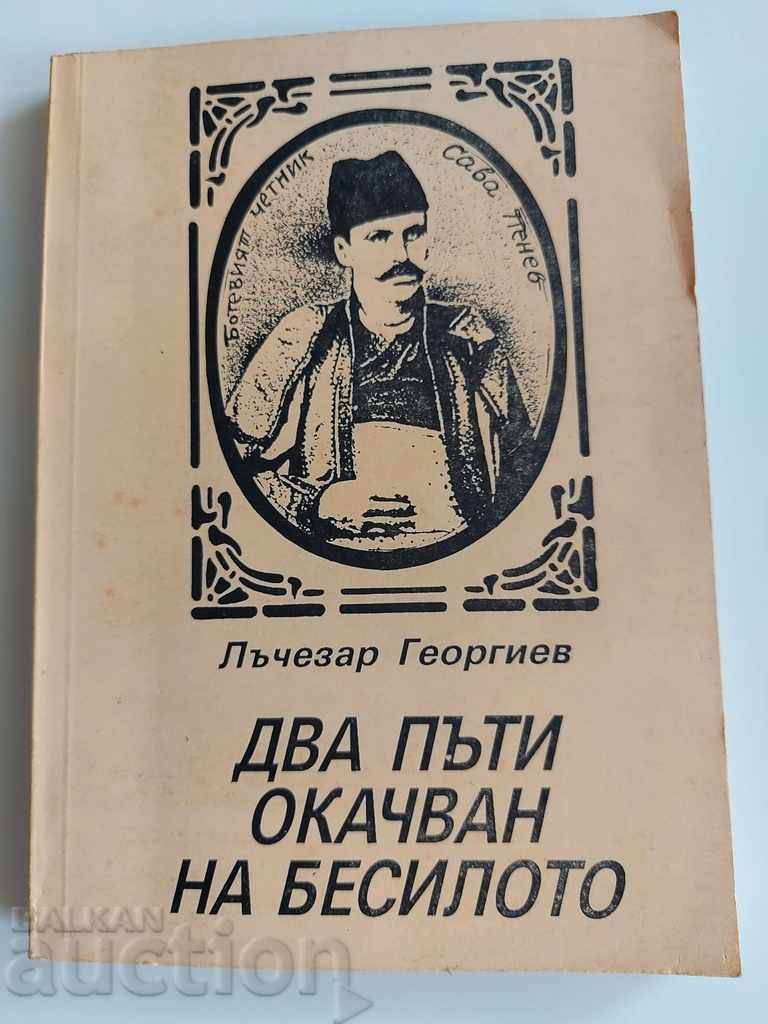 Ботевият четник Сава Пенев
Лъчезар Георгиев
ДВА ПЪТИ
ОКАЧВАН
НА БЕСИЛОТО
BALKAN
auction